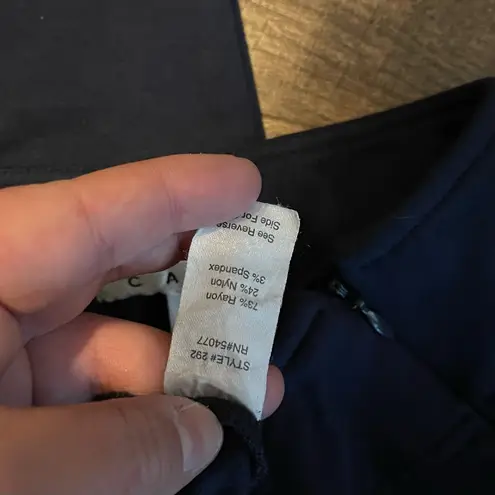 STYLE# 292
RN#54077
73% Rayon
24% Nylon
3% Spandex
See Reverse
Side For
C A